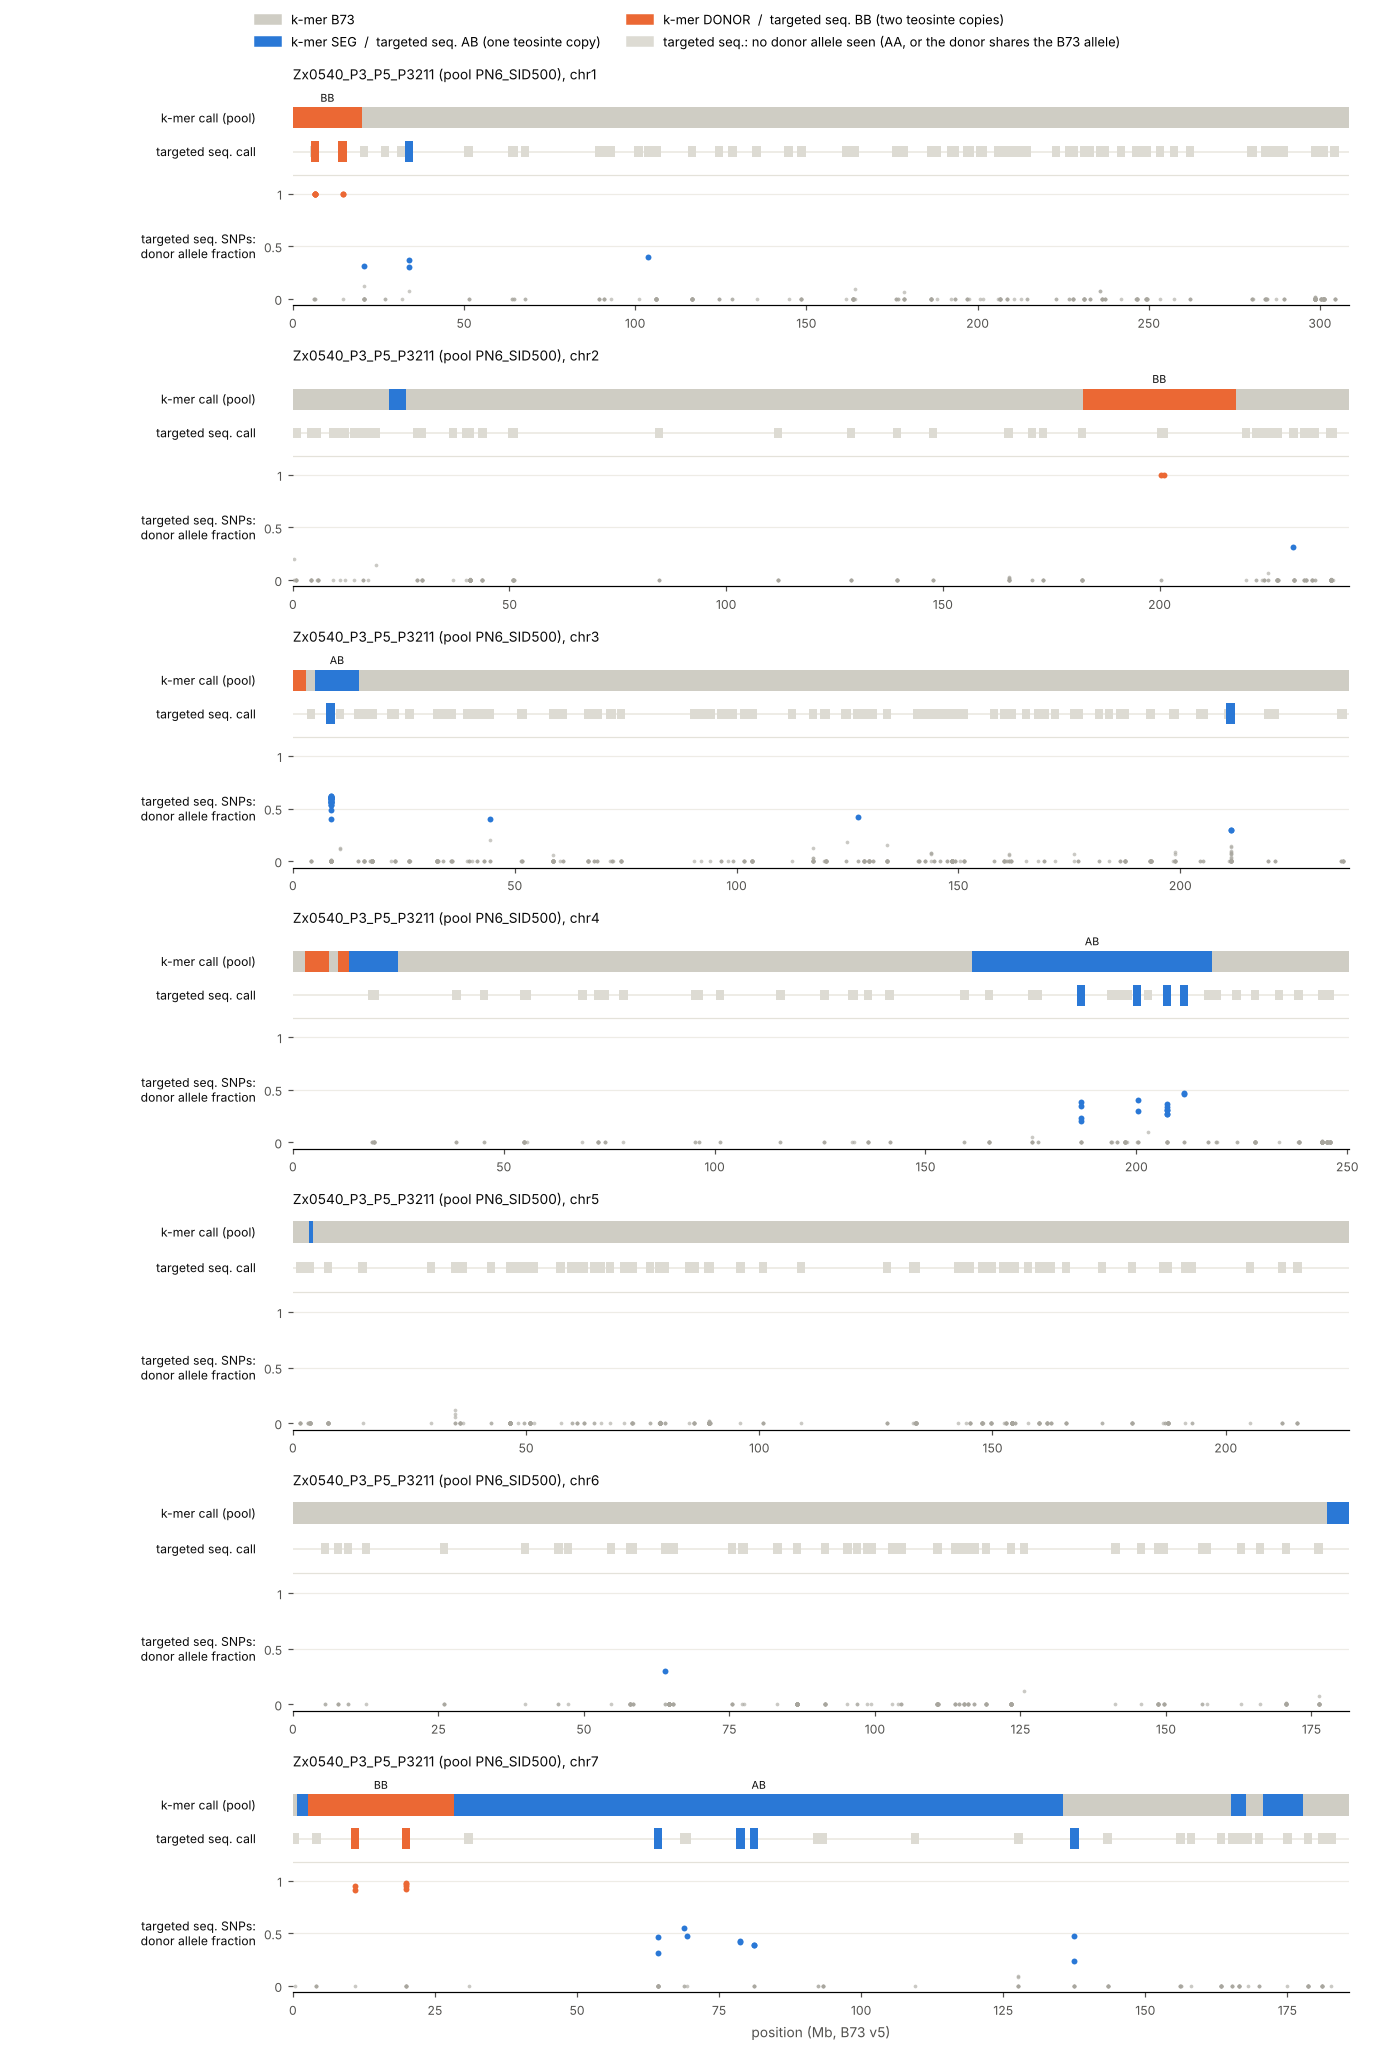 k-mer B73
k-mer DONOR / targeted seq. BB (two teosinte copies)
k-mer SEG / targeted seq. AB (one teosinte copy)
targeted seq.: no donor allele seen (AA, or the donor shares the B73 allele)
Zx0540_P3_P5_P3211 (pool PN6_SID500), chr1
BB
k-mer call (pool)
targeted seq. call
1
targeted seq. SNPs:
donor allele fraction
0.5
0
0 50 100 150 200 250 300
Zx0540_P3_P5_P3211 (pool PN6_SID500), chr2
BB
k-mer call (pool)
targeted seq. call
1
targeted seq. SNPs:
donor allele fraction
0.5
0
0 50 100 150 200
Zx0540_P3_P5_P3211 (pool PN6_SID500), chr3
AB
k-mer call (pool)
targeted seq. call
1
targeted seq. SNPs:
donor allele fraction
0.5
0
0 50 100 150 200
Zx0540_P3_P5_P3211 (pool PN6_SID500), chr4
AB
k-mer call (pool)
targeted seq. call
1
targeted seq. SNPs:
donor allele fraction
0.5
0
0 50 100 150 200 250
Zx0540_P3_P5_P3211 (pool PN6_SID500), chr5
k-mer call (pool)
targeted seq. call
1
targeted seq. SNPs:
donor allele fraction
0.5
0
0 50 100 150 200
Zx0540_P3_P5_P3211 (pool PN6_SID500), chr6
k-mer call (pool)
targeted seq. call
1
targeted seq. SNPs:
donor allele fraction
0.5
0
0 25 50 75 100 125 150 175
Zx0540_P3_P5_P3211 (pool PN6_SID500), chr7
BB AB
k-mer call (pool)
targeted seq. call
1
targeted seq. SNPs:
donor allele fraction
0.5
0
0 25 50 75 100 125 150 175
position (Mb, B73 v5)